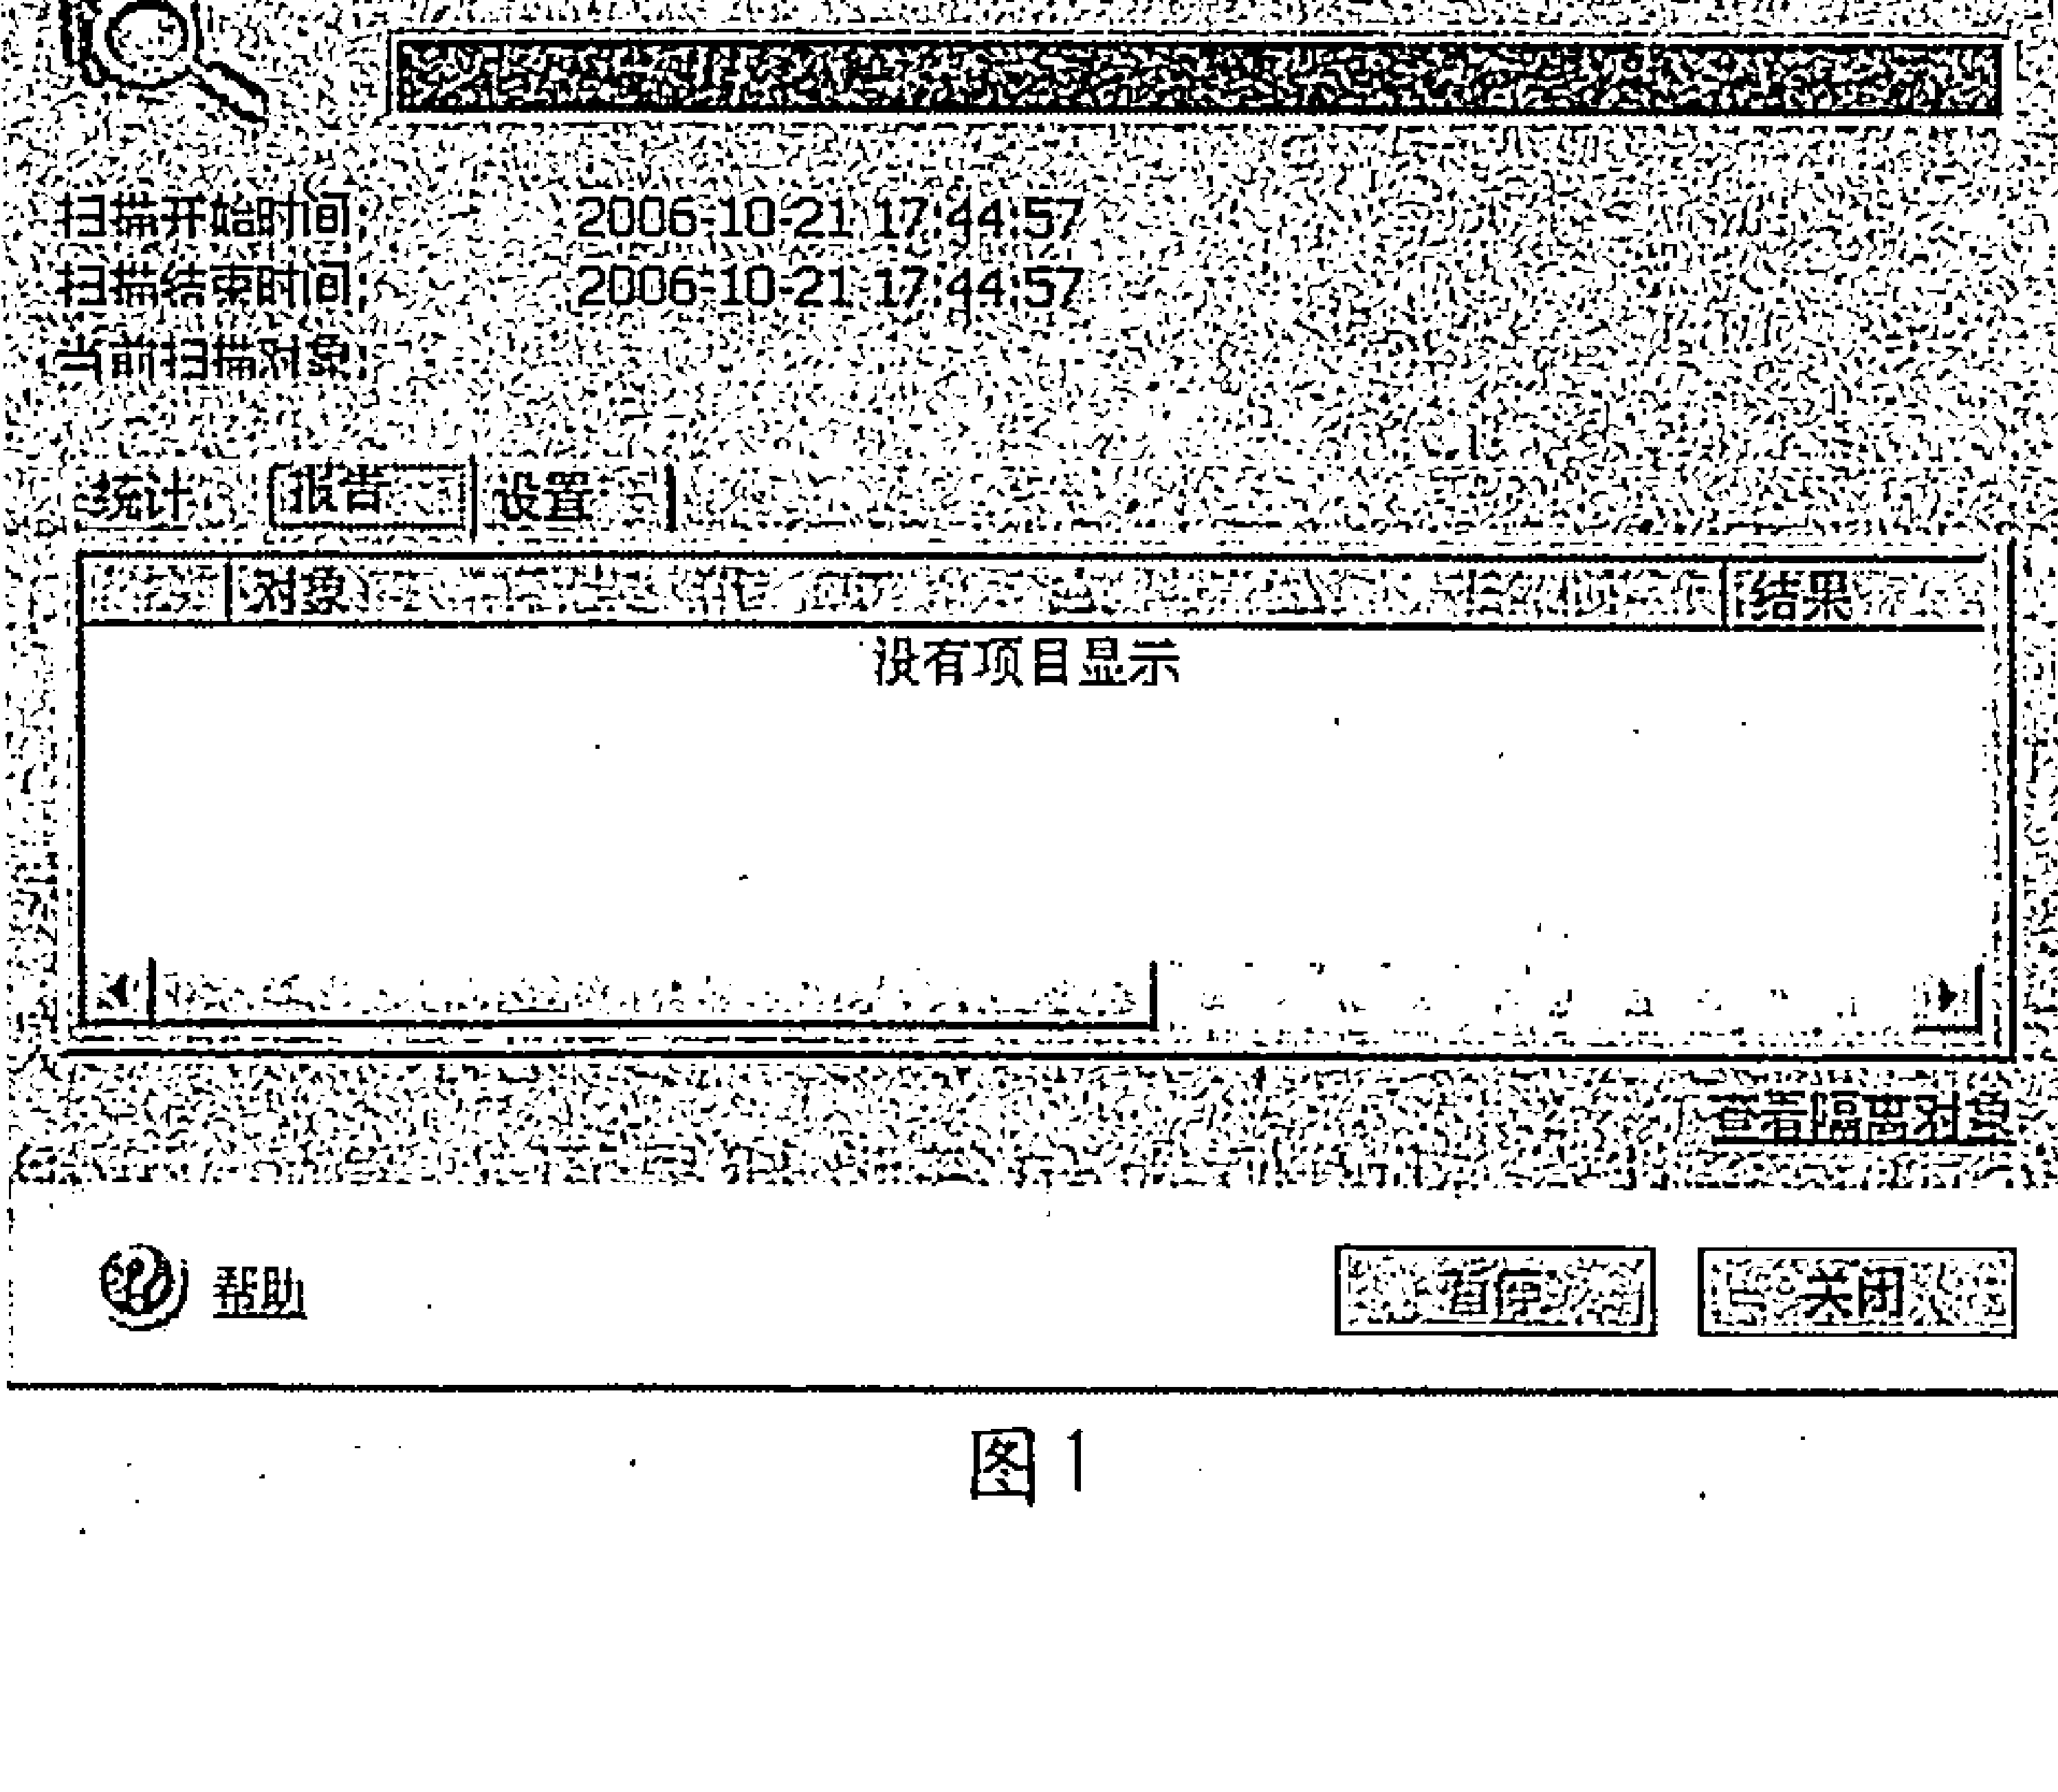 扫描开始时间: 2006-10-21 17:44:57
扫描结束时间: 2006-10-21 17:44:57
当前扫描对象:
统计 报告 设置
对象 结果
没有项目显示
查看隔离对象
帮助 暂停 关闭
图1